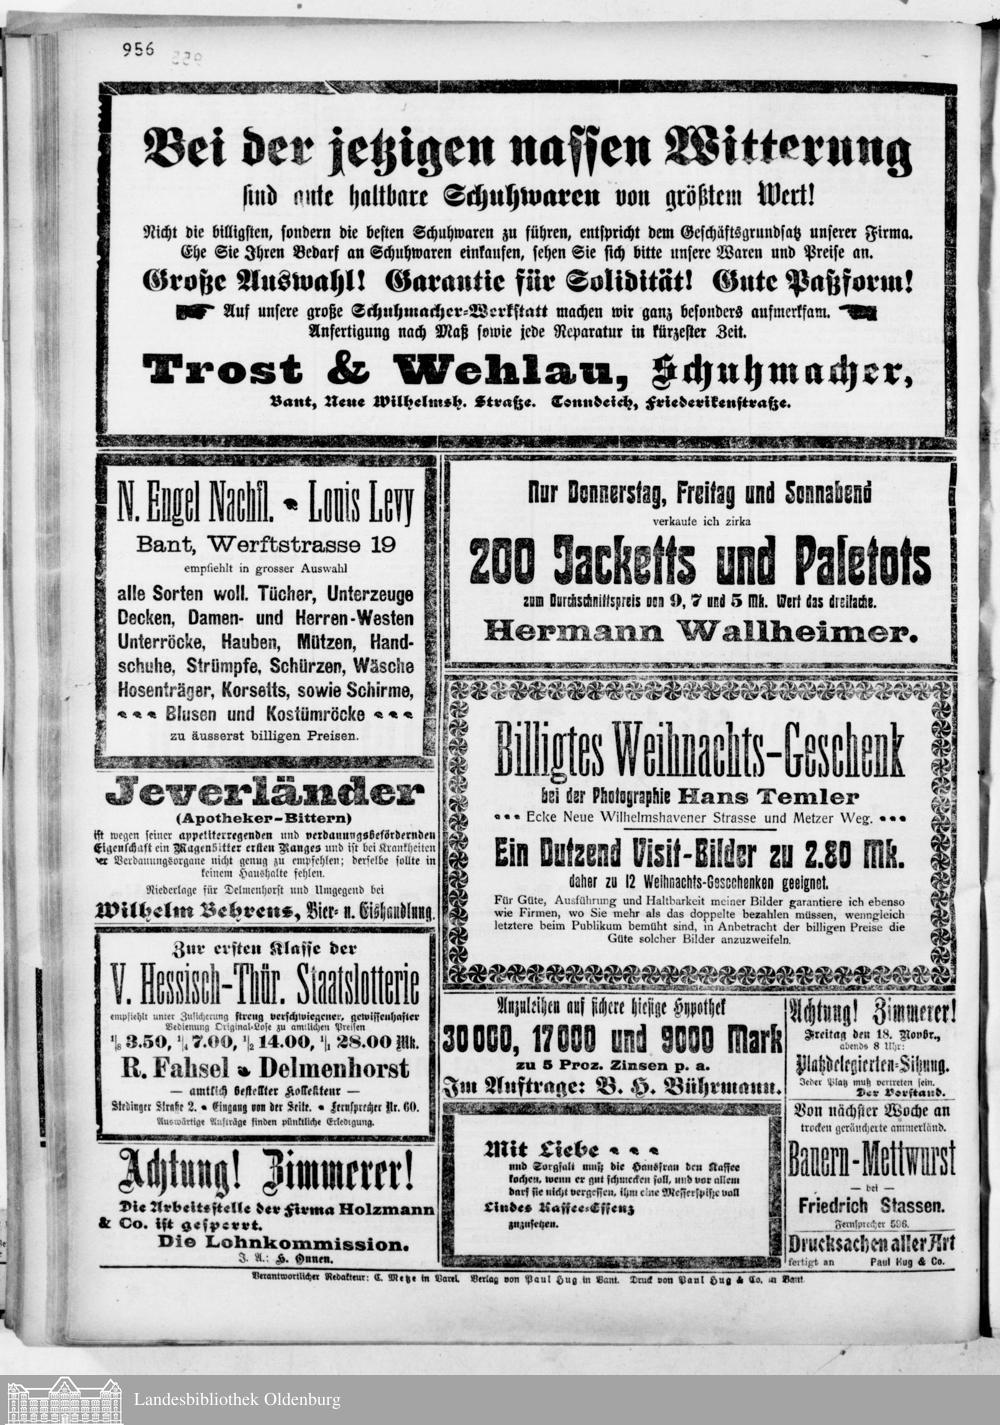 956
Bei der jetzigen nassen Witterung
sind gute haltbare Schuhwaren von größtem Wert!
Nicht die billigsten, sondern die besten Schuhwaren zu führen, entspricht dem Geschäftsgrundsatz unserer Firma.
Ehe Sie Ihren Bedarf an Schuhwaren einkaufen, sehen Sie sich bitte unsere Waren und Preise an.
Große Auswahl! Garantie für Solidität! Gute Paßform!
Auf unsere große Schuhmacher-Werkstatt machen wir ganz besonders aufmerksam.
Anfertigung nach Maß sowie jede Reparatur in kürzester Zeit.
Trost & Wehlau, Schuhmacher,
Bant, Neue Wilhelmsh. Straße. Tonndeich, Friederikenstraße.
N. Engel Nachfl. Louis Levy
Bant, Werftstrasse 19
empfiehlt in grosser Auswahl
alle Sorten woll. Tücher, Unterzeuge
Decken, Damen- und Herren-Westen
Unterröcke, Hauben, Mützen, Hand-
schuhe, Strümpfe, Schürzen, Wäsche
Hosenträger, Korsetts, sowie Schirme,
Blusen und Kostümröcke
zu äusserst billigen Preisen.
Jeverländer
(Apotheker-Bittern)
ist wegen seiner appetiterregenden und verdauungsbefördernden
Eigenschaft ein Magenbitter ersten Ranges und ist bei Krankheiten
der Verdauungsorgane nicht genug zu empfehlen; derselbe sollte in
keinem Haushalte fehlen.
Niederlage für Delmenhorst und Umgegend bei
Wilhelm Behrens, Bier- u. Eishandlung.
Zur ersten Klasse der
V. Hessisch-Thür. Staatslotterie
empfiehlt unter Zusicherung streng verschwiegener, gewissenhafter
Bedienung Original-Lose zu amtlichen Preisen
1/8 3.50, 1/4 7.00, 1/2 14.00, 1/1 28.00 Mk.
R. Fahsel Delmenhorst
— amtlich bestellter Kollekteur —
Stedinger Straße 2. • Eingang von der Seite. • Fernsprecher Nr. 60.
Auswärtige Aufträge finden pünktliche Erledigung.
Achtung! Zimmerer!
Die Arbeitsstelle der Firma Holzmann
& Co. ist gesperrt.
Die Lohnkommission.
J. A.: H. Onnen.
Nur Donnerstag, Freitag und Sonnabend
verkaufe ich zirka
200 Jacketts und Paletots
zum Durchschnittspreis von 9, 7 und 5 Mk. Wert das dreifache.
Hermann Wallheimer.
Billigtes Weihnachts-Geschenk
bei der Photographie Hans Temler
• • • Ecke Neue Wilhelmshavener Strasse und Metzer Weg. • • •
Ein Dutzend Visit-Bilder zu 2.80 Mk.
daher zu 12 Weihnachts-Gescchenken geeignet.
Für Güte, Ausführung und Haltbarkeit meiner Bilder garantiere ich ebenso
wie Firmen, wo Sie mehr als das doppelte bezahlen müssen, wenngleich
letztere beim Publikum bemüht sind, in Anbetracht der billigen Preise die
Güte solcher Bilder anzuzweifeln.
Anzuleihen auf sichere hiesige Hypothek
30000, 17000 und 9000 Mark
zu 5 Proz. Zinsen p. a.
Im Auftrage: B. H. Bührmann.
Mit Liebe
und Sorgfalt muß die Hausfrau den Kaffee
kochen, wenn er gut schmecken soll, und vor allem
darf sie nicht vergessen, ihm eine Messerspitze voll
Lindes Kaffee-Essenz
zuzusetzen.
Achtung! Zimmerer!
Freitag den 18. Novbr.,
abends 8 Uhr:
Platzdelegierten-Sitzung.
Jeder Platz muß vertreten sein.
Der Vorstand.
Von nächster Woche an
trocken geräucherte ammerländ.
Bauern-Mettwurst
— bei —
Friedrich Stassen.
Fernsprecher 596.
Drucksachen aller Art
fertigt an Paul Hug & Co.
Verantwortlicher Redakteur: C. Metze in Varel. Verlag von Paul Hug in Bant. Druck von Paul Hug & Co. in Bant.
Landesbibliothek Oldenburg